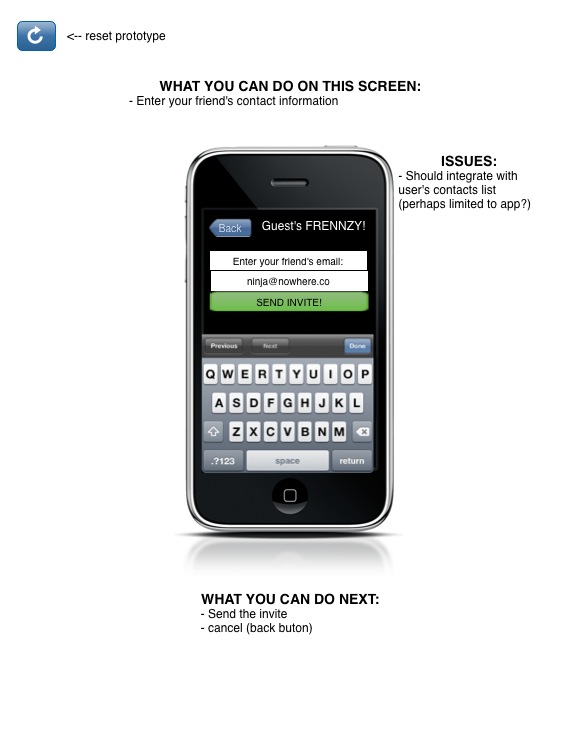 <-- reset prototype
WHAT YOU CAN DO ON THIS SCREEN:
- Enter your friend's contact information
ISSUES:
- Should integrate with
user's contacts list
(perhaps limited to app?)
Back
Guest's FRENNZY!
Enter your friend's email:
ninja@nowhere.co
SEND INVITE!
Previous Next Done
Q W E R T Y U I O P
A S D F G H J K L
Z X C V B N M
.?123 space return
WHAT YOU CAN DO NEXT:
- Send the invite
- cancel (back buton)